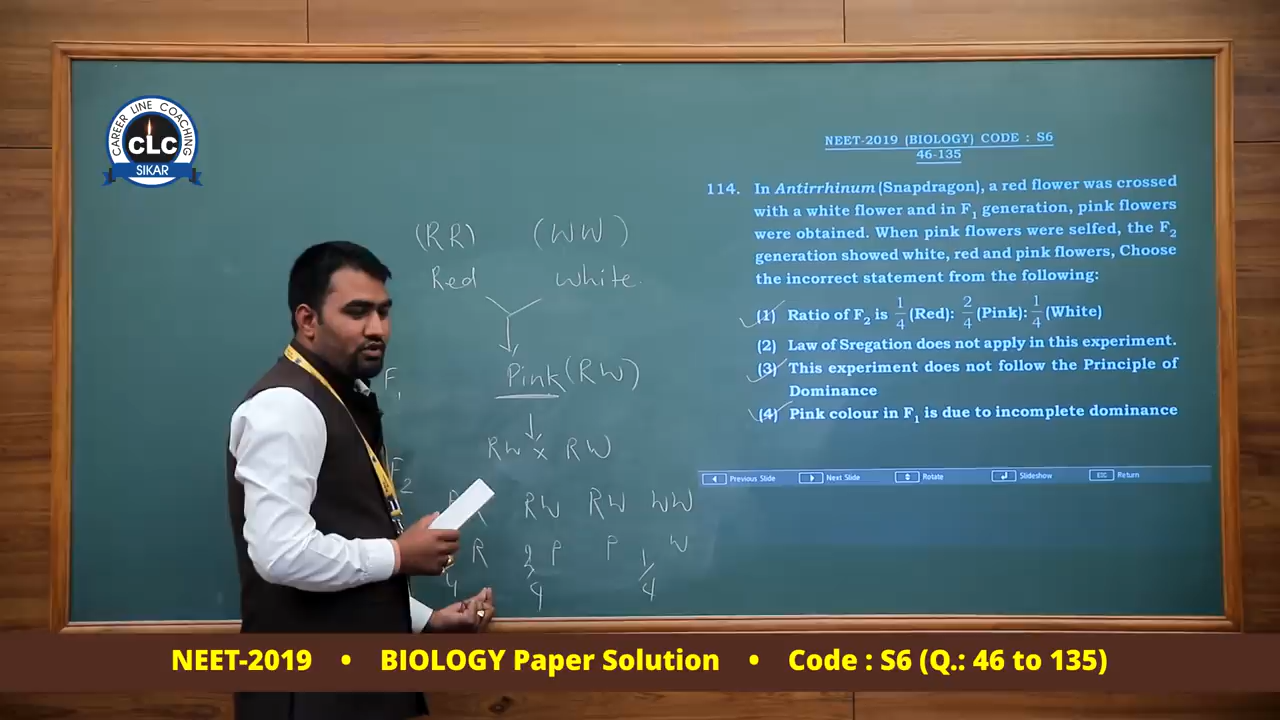 CAREER LINE COACHING
CLC
SIKAR
NEET-2019 (BIOLOGY) CODE : S6
46-135
114. In Antirrhinum (Snapdragon), a red flower was crossed
with a white flower and in F1 generation, pink flowers
were obtained. When pink flowers were selfed, the F2
generation showed white, red and pink flowers, Choose
the incorrect statement from the following:
(1) Ratio of F2 is 1/4 (Red): 2/4 (Pink): 1/4 (White)
(2) Law of Sregation does not apply in this experiment.
(3) This experiment does not follow the Principle of
Dominance
(4) Pink colour in F1 is due to incomplete dominance
Previous Slide Next Slide Rotate Slideshow ESC Return
(RR) (WW)
Red White.
F1 Pink (RW)
RW x RW
F2
RW RW WW
R P P W
2/4 1/4
NEET-2019 • BIOLOGY Paper Solution • Code : S6 (Q.: 46 to 135)